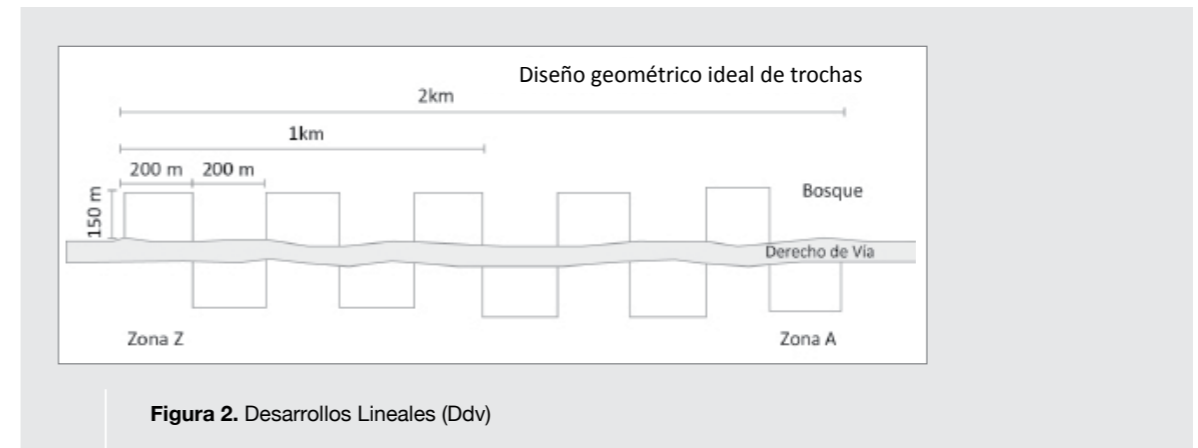 Diseño geométrico ideal de trochas
2km
1km
200 m 200 m
150 m
Bosque
Derecho de Vía
Zona Z
Zona A
Figura 2. Desarrollos Lineales (Ddv)